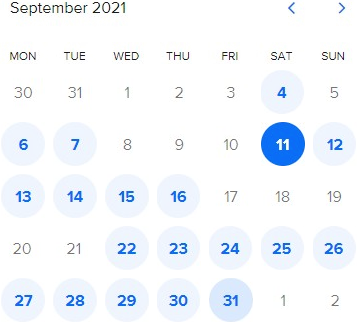 September 2021
MON TUE WED THU FRI SAT SUN
30 31 1 2 3 4 5
6 7 8 9 10 11 12
13 14 15 16 17 18 19
20 21 22 23 24 25 26
27 28 29 30 31 1 2